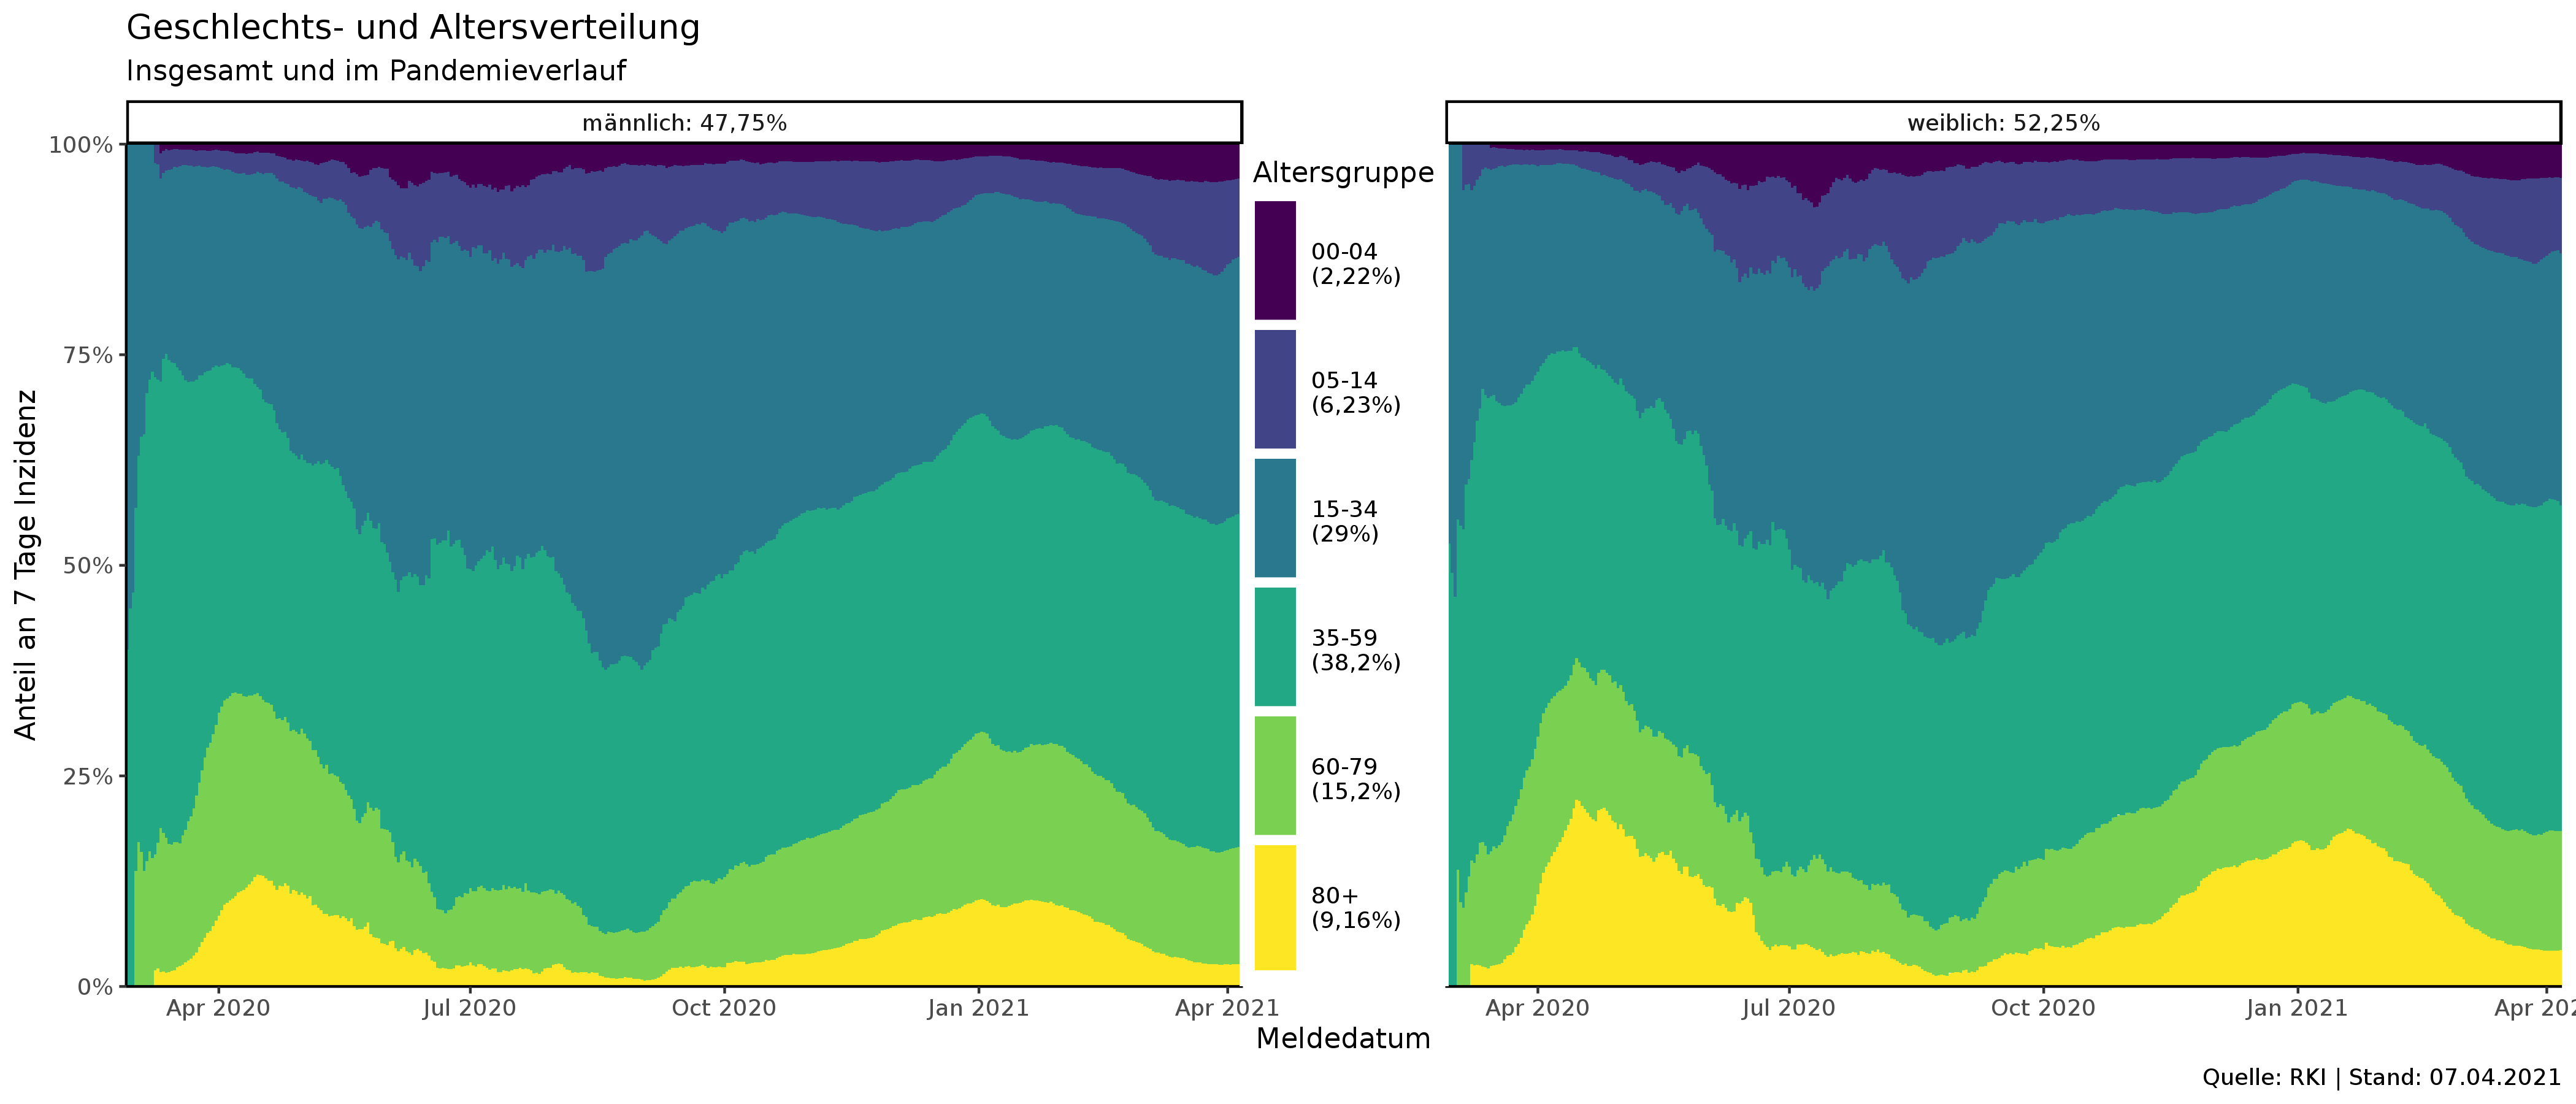 Geschlechts- und Altersverteilung
Insgesamt und im Pandemieverlauf
männlich: 47,75%
weiblich: 52,25%
Anteil an 7 Tage Inzidenz
100%
75%
50%
25%
0%
Apr 2020
Jul 2020
Oct 2020
Jan 2021
Apr 2021
Altersgruppe
00-04
(2,22%)
05-14
(6,23%)
15-34
(29%)
35-59
(38,2%)
60-79
(15,2%)
80+
(9,16%)
Apr 2020
Jul 2020
Oct 2020
Jan 2021
Apr 202
Meldedatum
Quelle: RKI | Stand: 07.04.2021